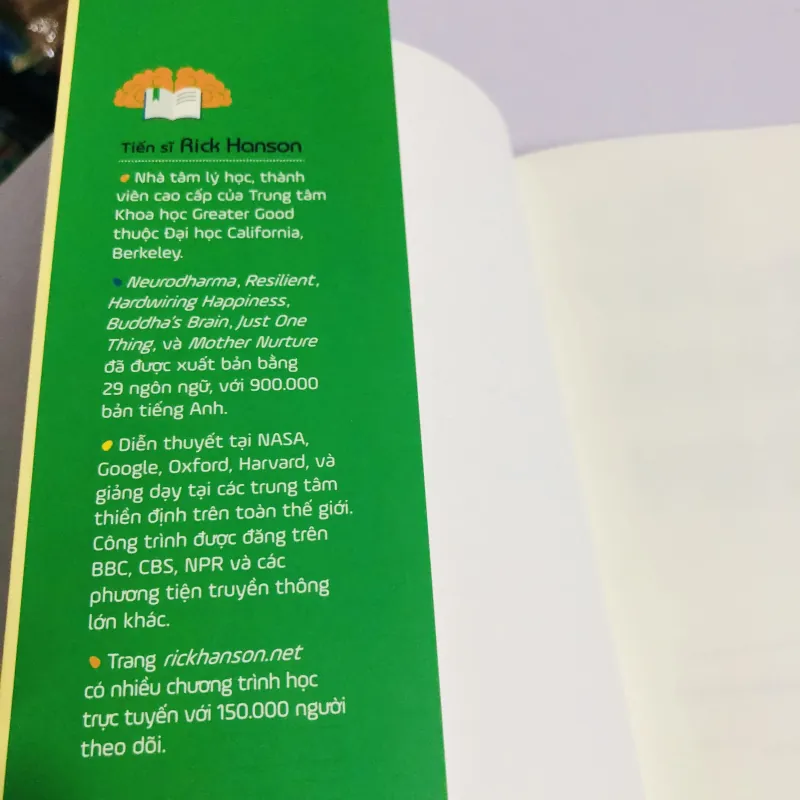 Tiến sĩ Rick Hanson
Nhà tâm lý học, thành
viên cao cấp của Trung tâm
Khoa học Greater Good
thuộc Đại học California,
Berkeley.
Neurodharma, Resilient,
Hardwiring Happiness,
Buddha's Brain, Just One
Thing, và Mother Nurture
đã được xuất bản bằng
29 ngôn ngữ, với 900.000
bản tiếng Anh.
Diễn thuyết tại NASA,
Google, Oxford, Harvard, và
giảng dạy tại các trung tâm
thiền định trên toàn thế giới.
Công trình được đăng trên
BBC, CBS, NPR và các
phương tiện truyền thông
lớn khác.
Trang rickhanson.net
có nhiều chương trình học
trực tuyến với 150.000 người
theo dõi.